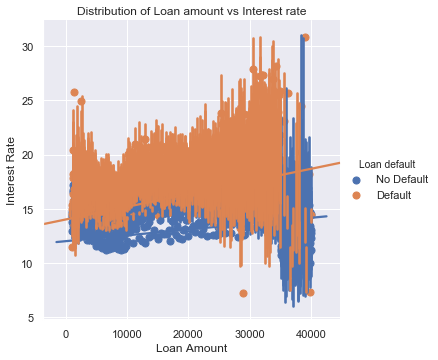 Distribution of Loan amount vs Interest rate
30
25
20
15
10
5
Interest Rate
0
10000
20000
30000
40000
Loan Amount
Loan default
No Default
Default